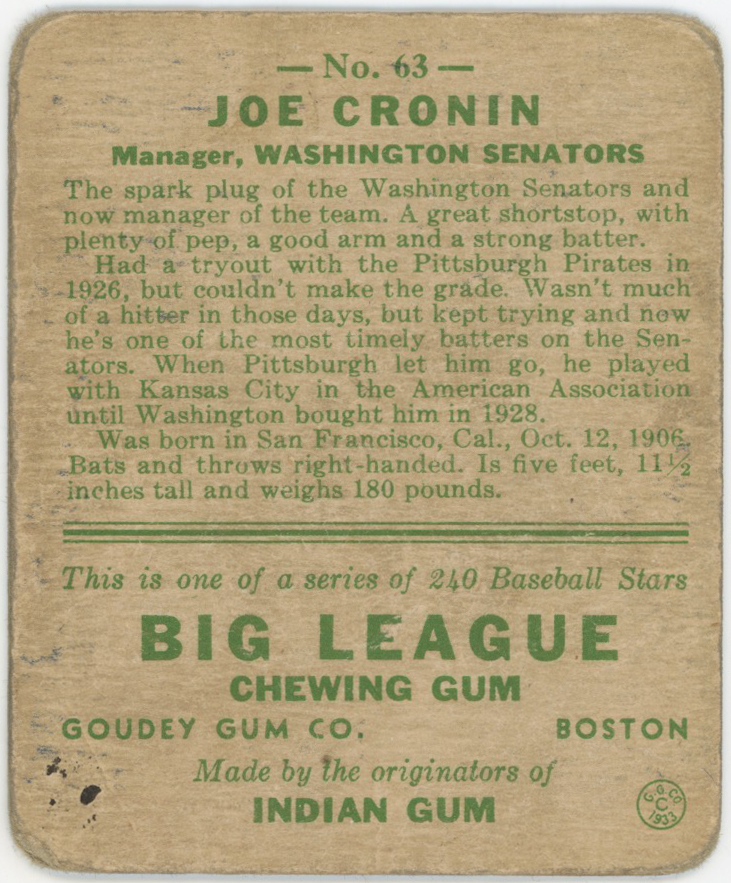 — No. 63 —
JOE CRONIN
Manager, WASHINGTON SENATORS
The spark plug of the Washington Senators and
now manager of the team. A great shortstop, with
plenty of pep, a good arm and a strong batter.
Had a tryout with the Pittsburgh Pirates in
1926, but couldn't make the grade. Wasn't much
of a hitter in those days, but kept trying and now
he's one of the most timely batters on the Sen-
ators. When Pittsburgh let him go, he played
with Kansas City in the American Association
until Washington bought him in 1928.
Was born in San Francisco, Cal., Oct. 12, 1906.
Bats and throws right-handed. Is five feet, 11½
inches tall and weighs 180 pounds.
This is one of a series of 240 Baseball Stars
BIG LEAGUE
CHEWING GUM
GOUDEY GUM CO. BOSTON
Made by the originators of
INDIAN GUM
G.G.CO
C
1933